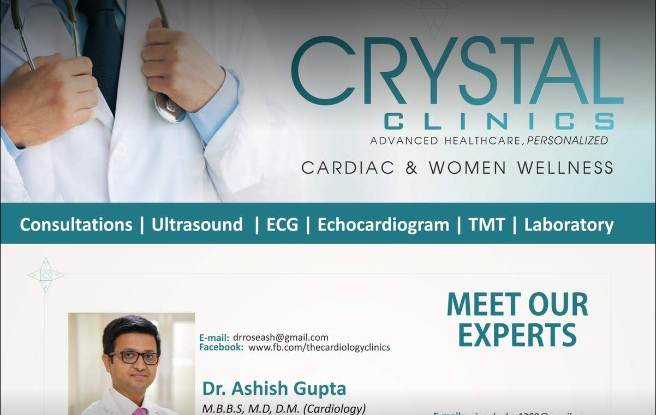 CRYSTAL
CLINICS
ADVANCED HEALTHCARE, PERSONALIZED
CARDIAC & WOMEN WELLNESS
Consultations | Ultrasound | ECG | Echocardiogram | TMT | Laboratory
MEET OUR
EXPERTS
E-mail: drroseash@gmail.com
Facebook: www.fb.com/thecardiologyclinics
Dr. Ashish Gupta
M.B.B.S, M.D, D.M. (Cardiology)